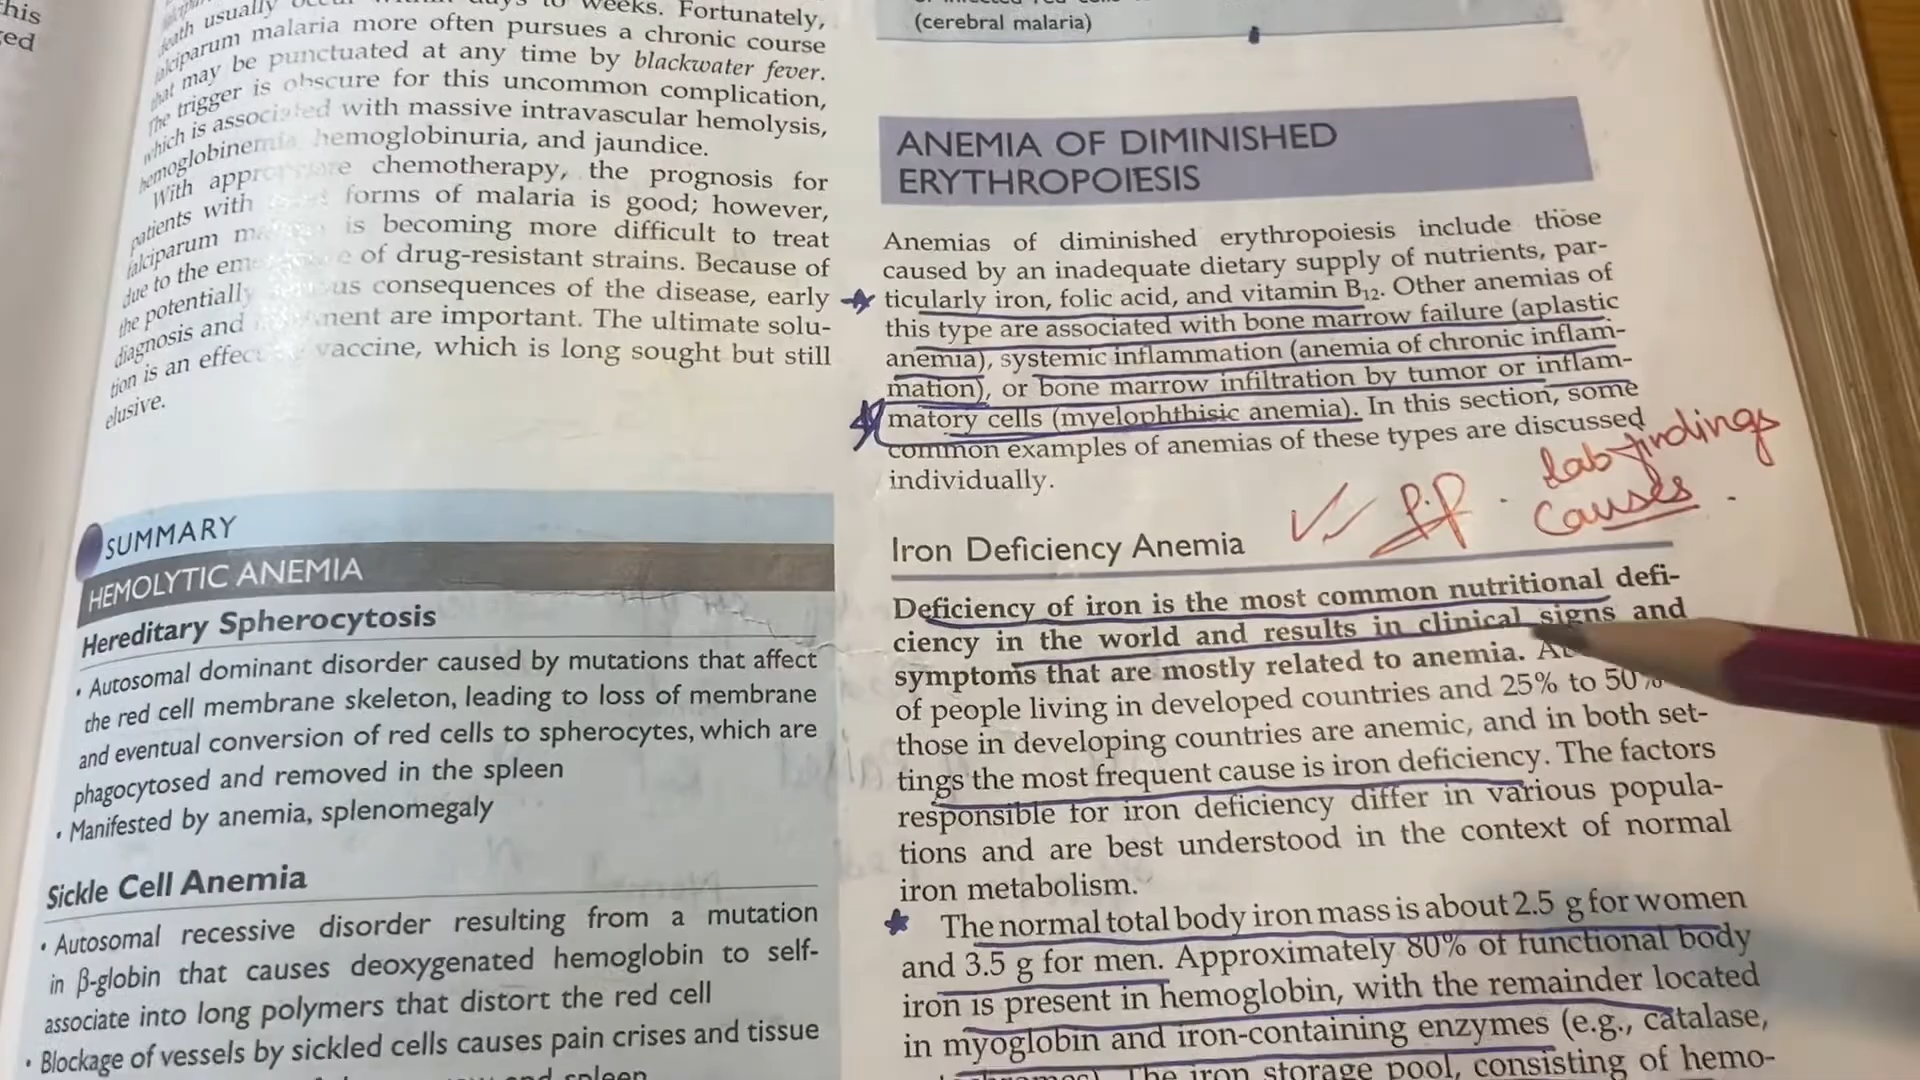 his
ed
death usually occur within days to weeks. Fortunately,
falciparum malaria more often pursues a chronic course
that may be punctuated at any time by blackwater fever.
The trigger is obscure for this uncommon complication,
which is associated with massive intravascular hemolysis,
hemoglobinemia, hemoglobinuria, and jaundice.
With appropriate chemotherapy, the prognosis for
patients with forms of malaria is good; however,
falciparum is becoming more difficult to treat
due to the of drug-resistant strains. Because of
the potentially consequences of the disease, early
diagnosis and are important. The ultimate solu-
tion is an effective vaccine, which is long sought but still
elusive.
SUMMARY
HEMOLYTIC ANEMIA
Hereditary Spherocytosis
• Autosomal dominant disorder caused by mutations that affect
the red cell membrane skeleton, leading to loss of membrane
and eventual conversion of red cells to spherocytes, which are
phagocytosed and removed in the spleen
• Manifested by anemia, splenomegaly
Sickle Cell Anemia
• Autosomal recessive disorder resulting from a mutation
in β-globin that causes deoxygenated hemoglobin to self-
associate into long polymers that distort the red cell
• Blockage of vessels by sickled cells causes pain crises and tissue
spleen
(cerebral malaria)
ANEMIA OF DIMINISHED
ERYTHROPOIESIS
Anemias of diminished erythropoiesis include those
caused by an inadequate dietary supply of nutrients, par-
ticularly iron, folic acid, and vitamin B12. Other anemias of
this type are associated with bone marrow failure (aplastic
anemia), systemic inflammation (anemia of chronic inflam-
mation), or bone marrow infiltration by tumor or inflam-
matory cells (myelophthisic anemia). In this section, some
common examples of anemias of these types are discussed
individually.
Lab findings
Causes
Iron Deficiency Anemia
Deficiency of iron is the most common nutritional defi-
ciency in the world and results in clinical signs and
symptoms that are mostly related to anemia.
of people living in developed countries and 25% to 50%
those in developing countries are anemic, and in both set-
tings the most frequent cause is iron deficiency. The factors
responsible for iron deficiency differ in various popula-
tions and are best understood in the context of normal
iron metabolism.
The normal total body iron mass is about 2.5 g for women
and 3.5 g for men. Approximately 80% of functional body
iron is present in hemoglobin, with the remainder located
in myoglobin and iron-containing enzymes (e.g., catalase,
The iron storage pool, consisting of hemo-